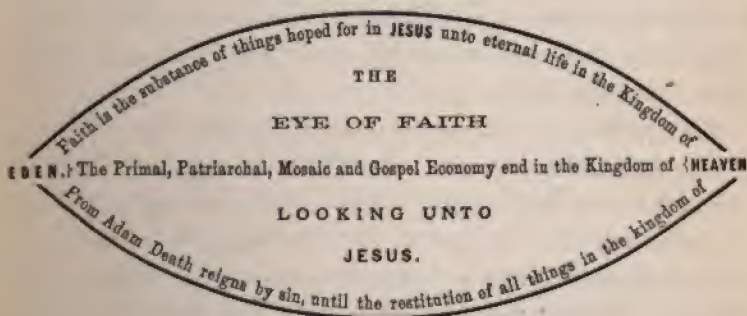 Faith is the substance of things hoped for in JESUS unto eternal life in the Kingdom of
THE
EYE OF FAITH
EDEN.} The Primal, Patriarchal, Mosaic and Gospel Economy end in the Kingdom of {HEAVEN
LOOKING UNTO
JESUS.
From Adam Death reigns by sin, until the restitution of all things in the kingdom of